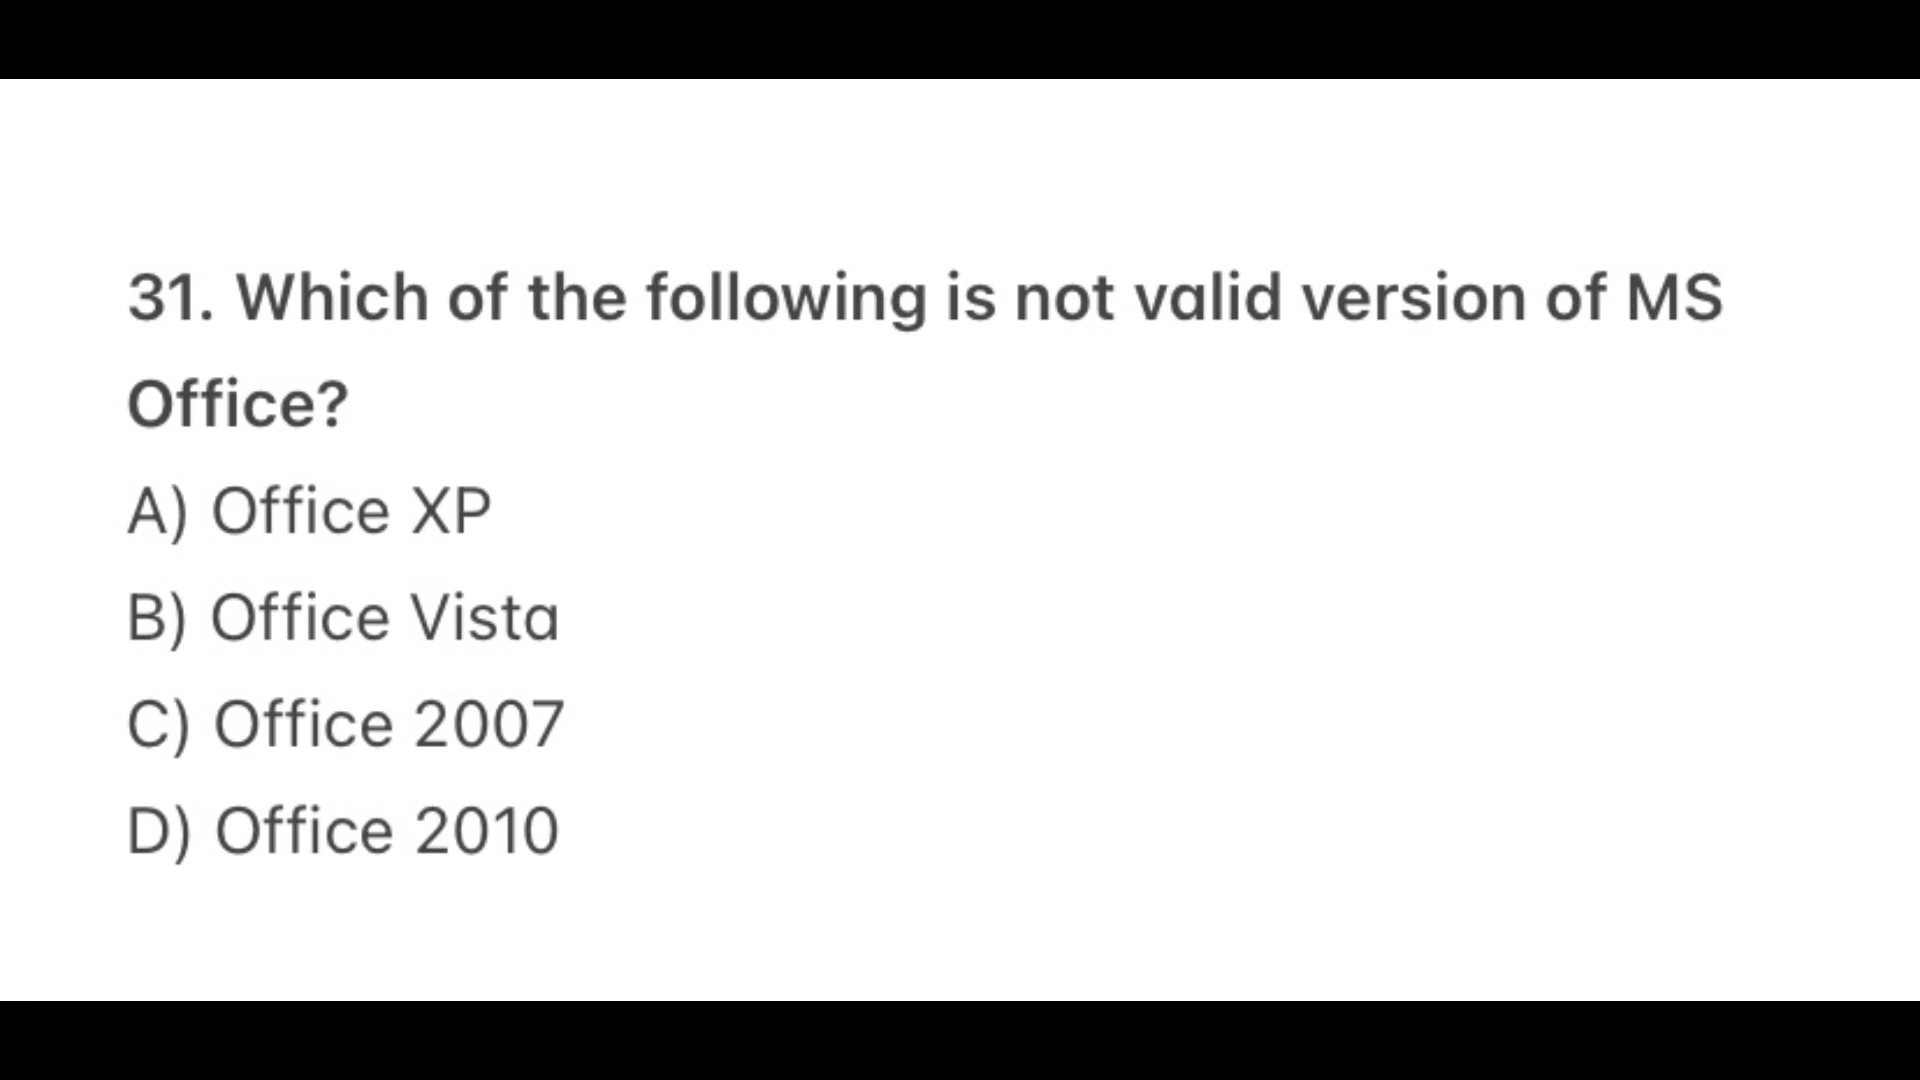 31. Which of the following is not valid version of MS
Office?
A) Office XP
B) Office Vista
C) Office 2007
D) Office 2010